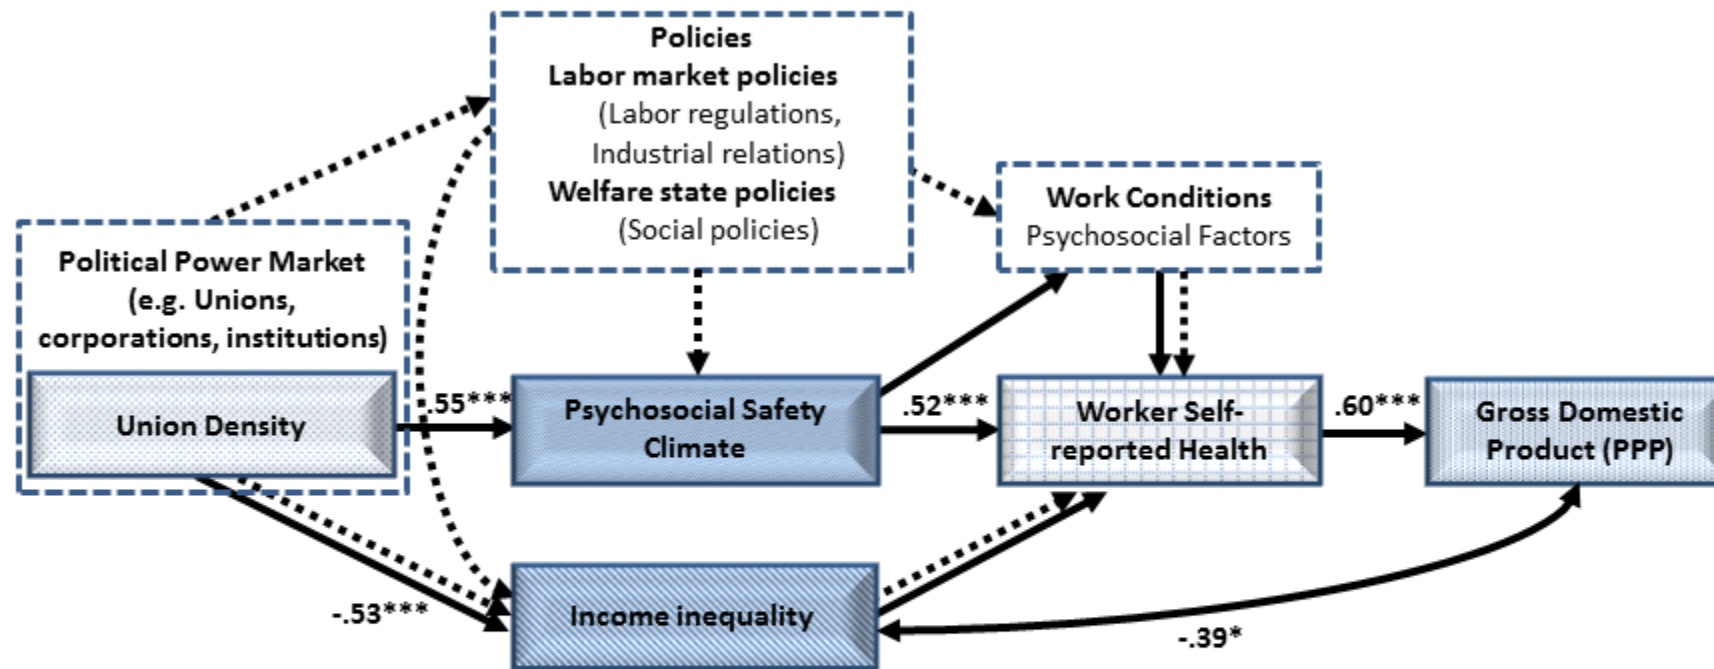 Policies
Labor market policies
(Labor regulations,
Industrial relations)
Welfare state policies
(Social policies)
Work Conditions
Psychosocial Factors
Political Power Market
(e.g. Unions,
corporations, institutions)
Union Density
.55***
Psychosocial Safety
Climate
.52***
Worker Self-
reported Health
.60***
Gross Domestic
Product (PPP)
-.53***
Income inequality
-.39*